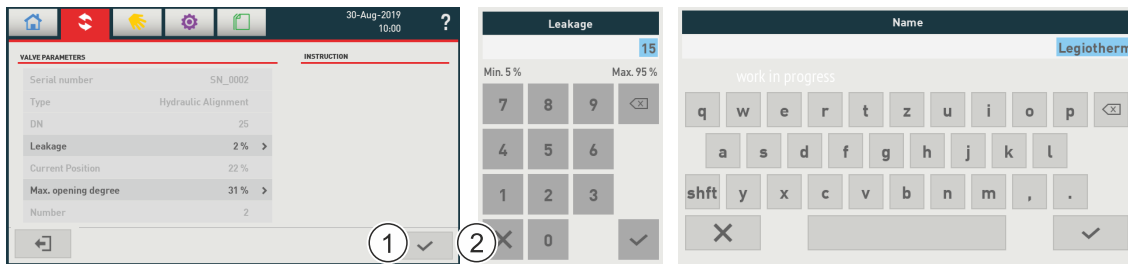 30-Aug-2019
10:00
?
VALVE PARAMETERS
INSTRUCTION
Serial number SN_0002
Type Hydraulic Alignment
DN 25
Leakage 2 % >
Current Position 22 %
Max. opening degree 31 % >
Number 2
1
2
Leakage
15
Min. 5 % Max. 95 %
7 8 9
4 5 6
1 2 3
0
Name
Legiotherm
work in progress
q w e r t z u i o p
a s d f g h j k l
shft y x c v b n m , .